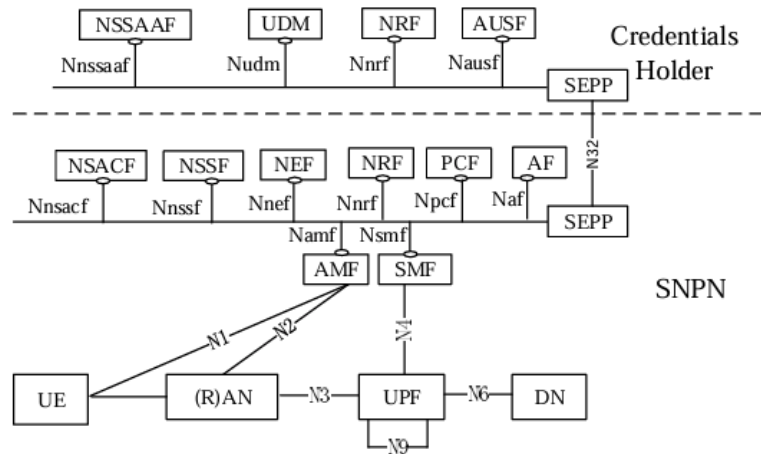 NSSAAF UDM NRF AUSF
Credentials
Holder
Nnssaaf Nudm Nnrf Nausf
SEPP
N32
NSACF NSSF NEF NRF PCF AF
Nnsacf Nnssf Nnef Nnrf Npcf Naf
SEPP
Namf Nsmf
AMF SMF
SNPN
N1 N2 N4
UE (R)AN N3 UPF N6 DN
N9